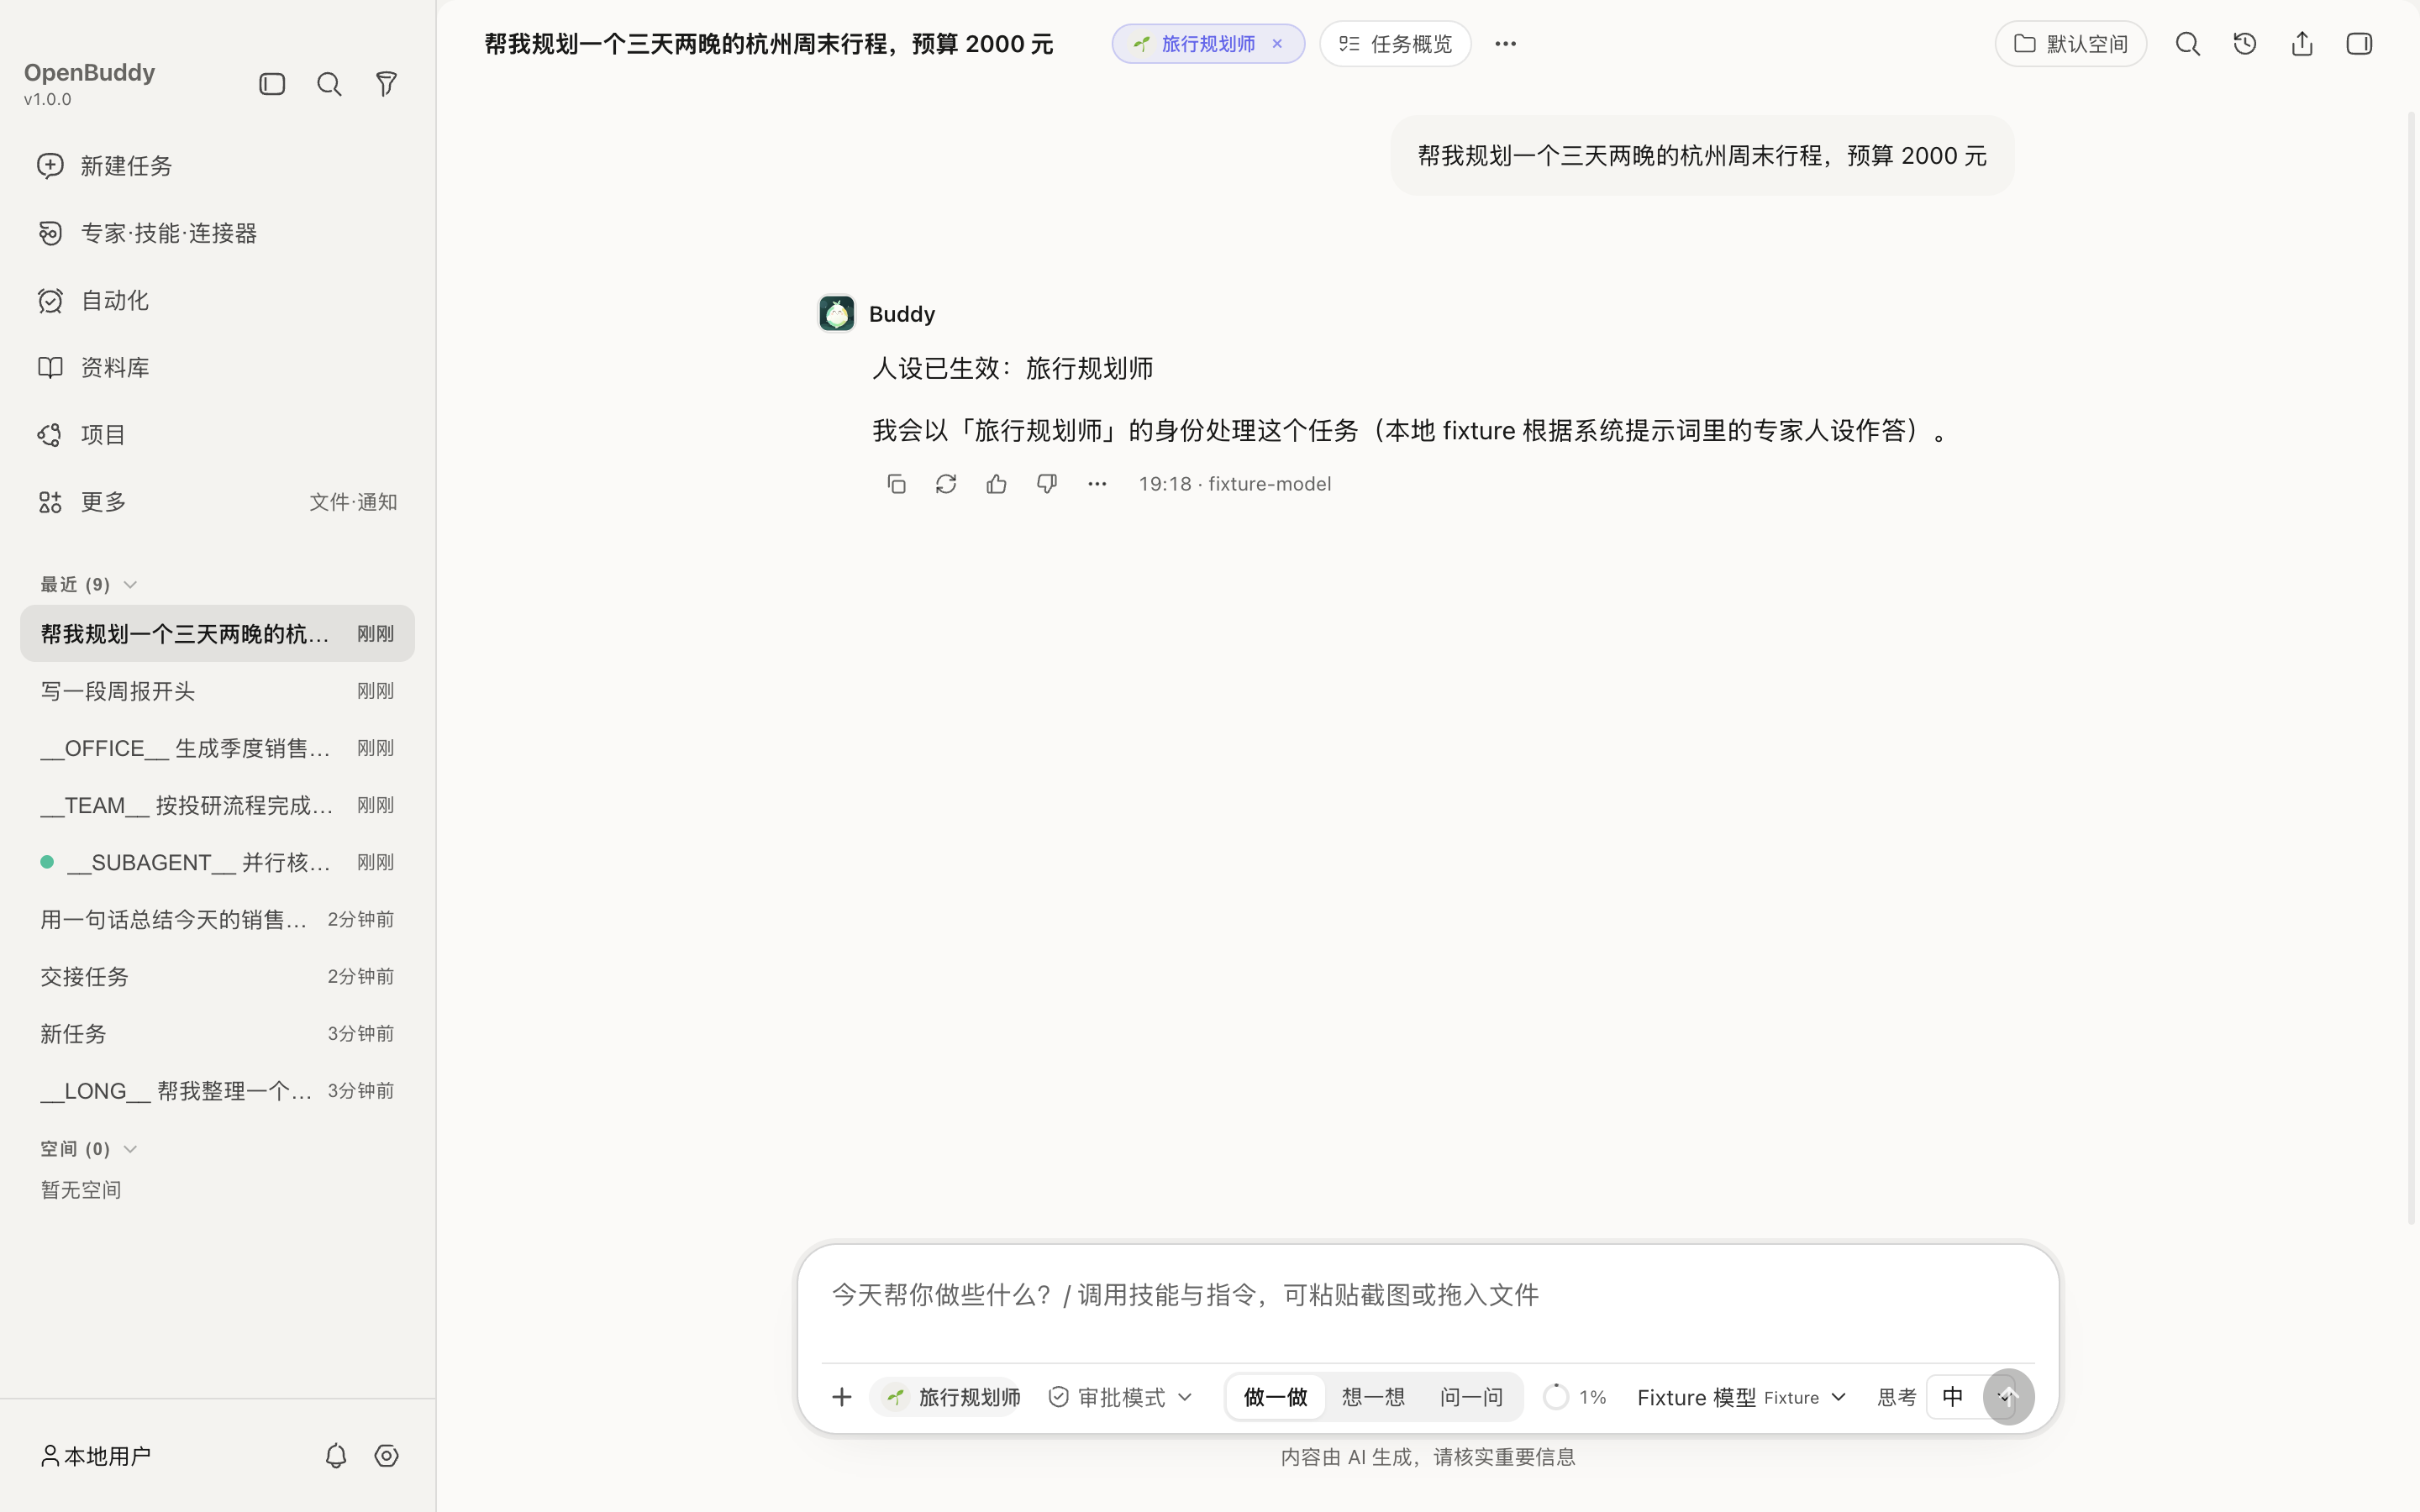 OpenBuddy
v1.0.0
新建任务
专家·技能·连接器
自动化
资料库
项目
更多 文件·通知
最近 (9)
帮我规划一个三天两晚的杭... 刚刚
写一段周报开头 刚刚
__OFFICE__ 生成季度销售... 刚刚
__TEAM__ 按投研流程完成... 刚刚
__SUBAGENT__ 并行核... 刚刚
用一句话总结今天的销售... 2分钟前
交接任务 2分钟前
新任务 3分钟前
__LONG__ 帮我整理一个... 3分钟前
空间 (0)
暂无空间
本地用户
帮我规划一个三天两晚的杭州周末行程，预算 2000 元 旅行规划师 × 任务概览 默认空间
帮我规划一个三天两晚的杭州周末行程，预算 2000 元
Buddy
人设已生效：旅行规划师
我会以「旅行规划师」的身份处理这个任务（本地 fixture 根据系统提示词里的专家人设作答）。
19:18 · fixture-model
今天帮你做些什么？/ 调用技能与指令，可粘贴截图或拖入文件
旅行规划师 审批模式 做一做 想一想 问一问 1% Fixture 模型 Fixture 思考 中
内容由 AI 生成，请核实重要信息